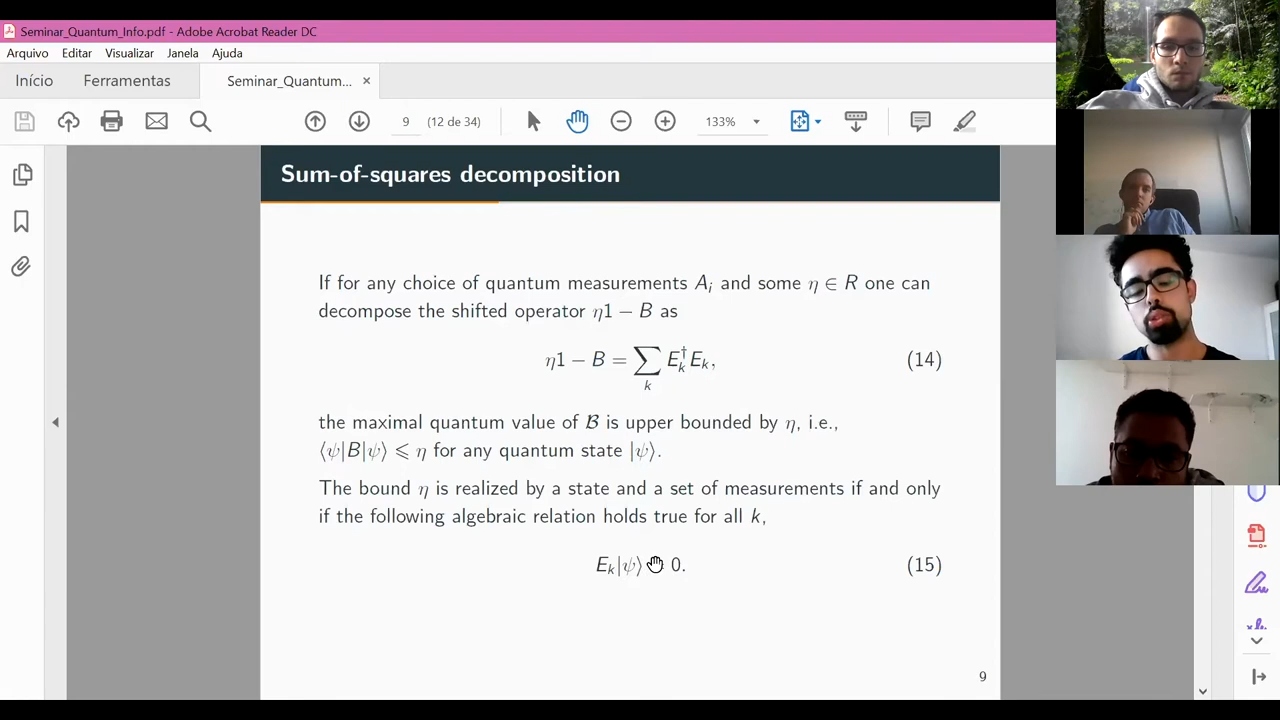 Seminar_Quantum_Info.pdf - Adobe Acrobat Reader DC
Arquivo Editar Visualizar Janela Ajuda
Início Ferramentas Seminar_Quantum... ×
9 (12 de 34) 133%
Sum-of-squares decomposition
If for any choice of quantum measurements A_i and some η ∈ R one can
decompose the shifted operator η1 − B as
η1 − B = ∑_k E_k^† E_k, (14)
the maximal quantum value of ℬ is upper bounded by η, i.e.,
⟨ψ|B|ψ⟩ ⩽ η for any quantum state |ψ⟩.
The bound η is realized by a state and a set of measurements if and only
if the following algebraic relation holds true for all k,
E_k|ψ⟩ 0. (15)
9